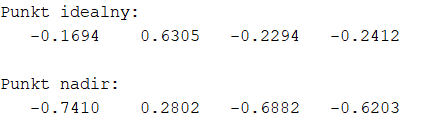 Punkt idealny:
-0.1694 0.6305 -0.2294 -0.2412
Punkt nadir:
-0.7410 0.2802 -0.6882 -0.6203